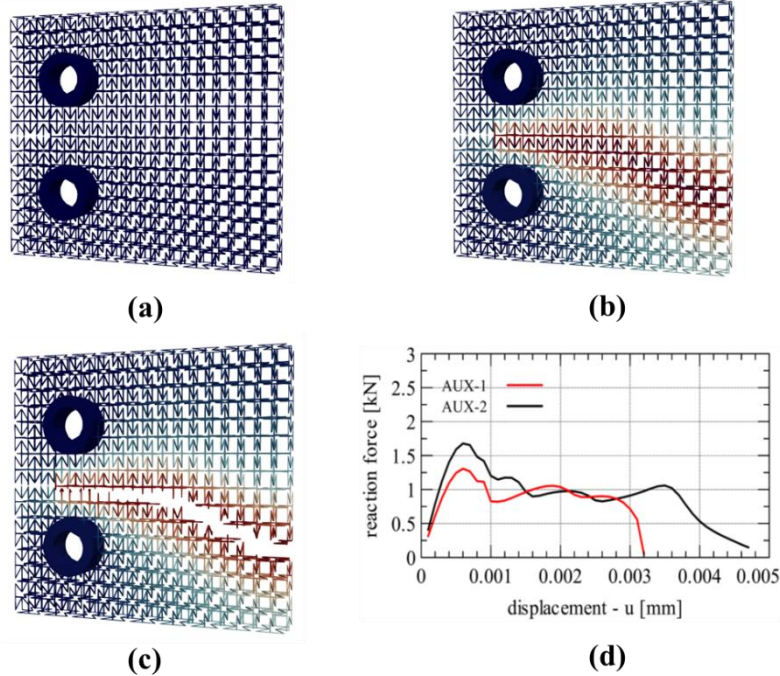 (a)
(b)
(c)
3
2.5
2
1.5
1
0.5
0
reaction force [kN]
AUX-1
AUX-2
0 0.001 0.002 0.003 0.004 0.005
displacement - u [mm]
(d)